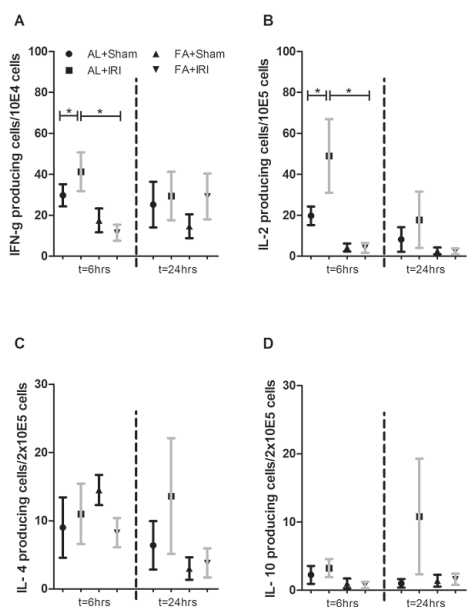 A
B
AL+Sham
FA+Sham
AL+IRI
FA+IRI
IFN-g producing cells/10E4 cells
100
80
60
40
20
0
*
*
t=6hrs
t=24hrs
IL-2 producing cells/10E5 cells
100
80
60
40
20
0
*
*
t=6hrs
t=24hrs
C
D
IL- 4 producing cells/2x10E5 cells
30
20
10
0
t=6hrs
t=24hrs
IL- 10 producing cells/2x10E5 cells
30
20
10
0
t=6hrs
t=24hrs